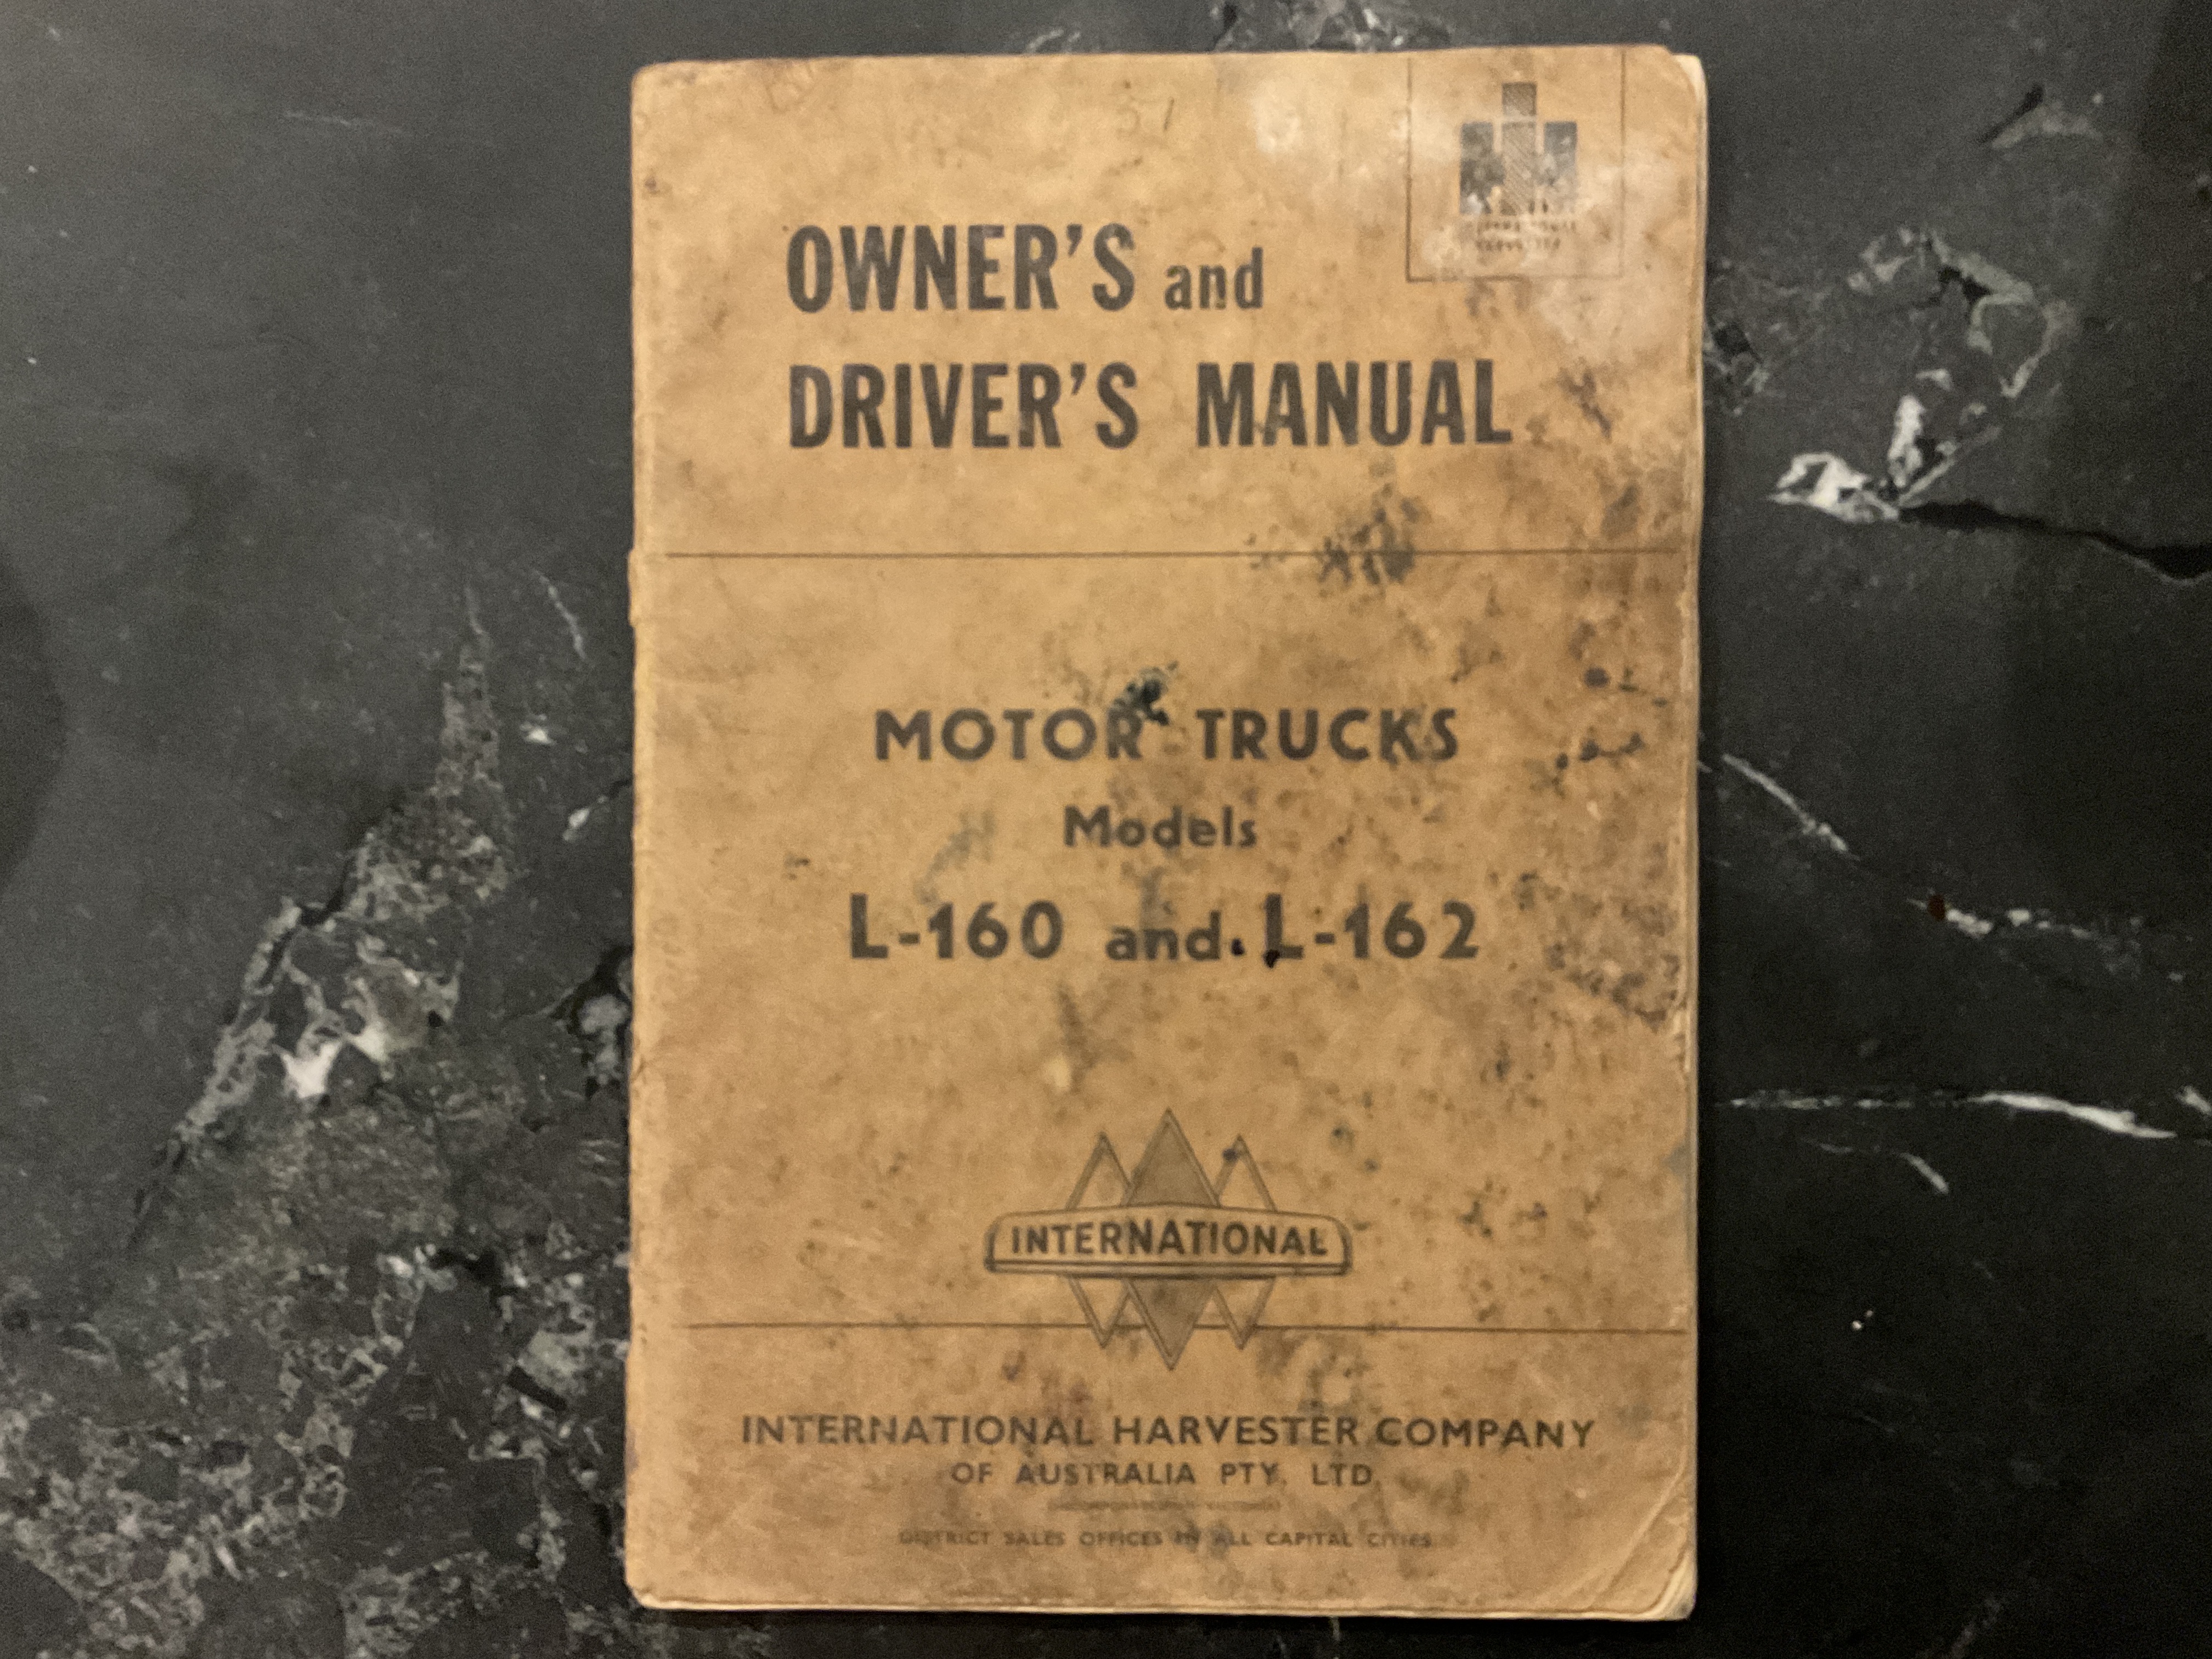 51
OWNER'S and
DRIVER'S MANUAL
MOTOR TRUCKS
Models
L-160 and L-162
INTERNATIONAL
INTERNATIONAL HARVESTER COMPANY
OF AUSTRALIA PTY. LTD.
DISTRICT SALES OFFICES IN ALL CAPITAL CITIES